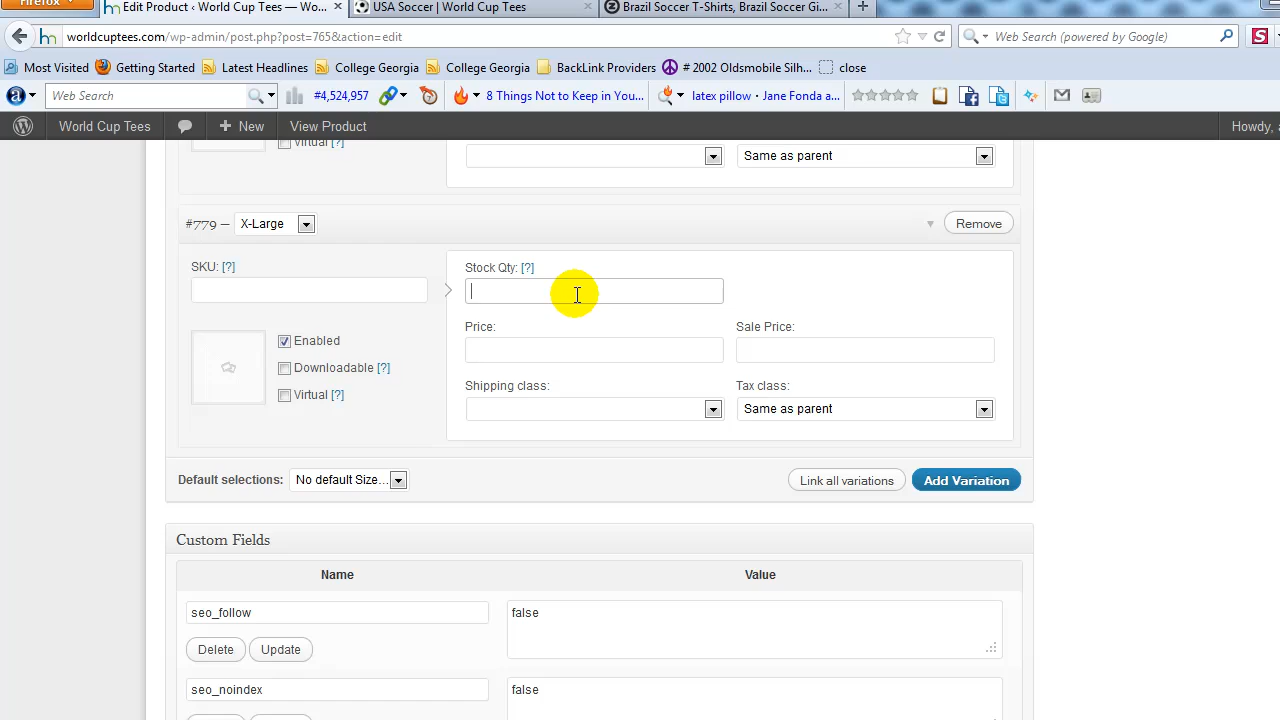 Firefox
Edit Product ‹ World Cup Tees — Wo... × USA Soccer | World Cup Tees × Brazil Soccer T-Shirts, Brazil Soccer Gi... × +
worldcuptees.com/wp-admin/post.php?post=765&action=edit Web Search (powered by Google)
Most Visited Getting Started Latest Headlines College Georgia College Georgia BackLink Providers # 2002 Oldsmobile Silh... close
Web Search #4,524,957 8 Things Not to Keep in You... latex pillow · Jane Fonda a...
World Cup Tees + New View Product Howdy,
Virtual [?] Same as parent
#779 — X-Large Remove
SKU: [?] Stock Qty: [?]
Price: Sale Price:
Enabled
Downloadable [?]
Virtual [?]
Shipping class: Tax class:
Same as parent
Default selections: No default Size... Link all variations Add Variation
Custom Fields
Name Value
seo_follow false
Delete Update
seo_noindex false